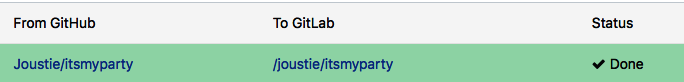 From GitHub To GitLab Status
Joustie/itsmyparty /joustie/itsmyparty ✔ Done